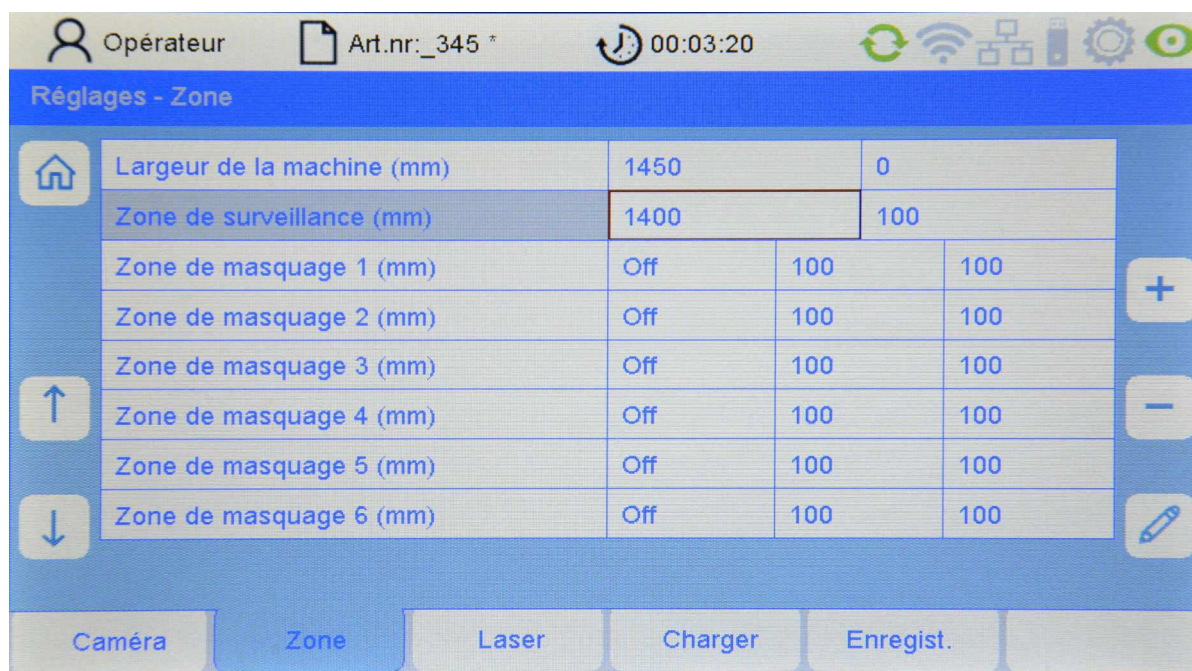 Opérateur Art.nr:_345 * 00:03:20
Réglages - Zone
Largeur de la machine (mm) 1450 0
Zone de surveillance (mm) 1400 100
Zone de masquage 1 (mm) Off 100 100
Zone de masquage 2 (mm) Off 100 100
Zone de masquage 3 (mm) Off 100 100
Zone de masquage 4 (mm) Off 100 100
Zone de masquage 5 (mm) Off 100 100
Zone de masquage 6 (mm) Off 100 100
Caméra Zone Laser Charger Enregist.